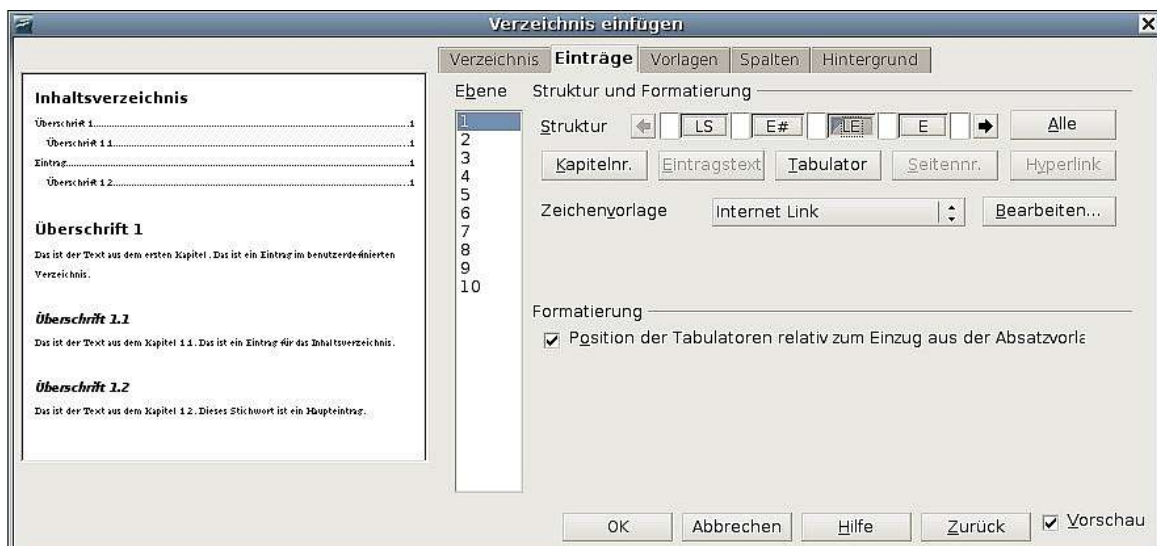 Verzeichnis einfügen
Verzeichnis Einträge Vorlagen Spalten Hintergrund
Inhaltsverzeichnis
Überschrift 1..............................1
Überschrift 1.1..............................1
Eintrag..............................1
Überschrift 1.2..............................1
Überschrift 1
Das ist der Text aus dem ersten Kapitel. Das ist ein Eintrag im benutzerdefinierten
Verzeichnis.
Überschrift 1.1
Das ist der Text aus dem Kapitel 1.1. Das ist ein Eintrag für das Inhaltsverzeichnis.
Überschrift 1.2
Das ist der Text aus dem Kapitel 1.2. Dieses Stichwort ist ein Haupteintrag.
Ebene
1
2
3
4
5
6
7
8
9
10
Struktur und Formatierung
Struktur LS E# LE E Alle
Kapitelnr. Eintragstext Tabulator Seitennr. Hyperlink
Zeichenvorlage Internet Link Bearbeiten...
Formatierung
Position der Tabulatoren relativ zum Einzug aus der Absatzvorla
OK Abbrechen Hilfe Zurück Vorschau